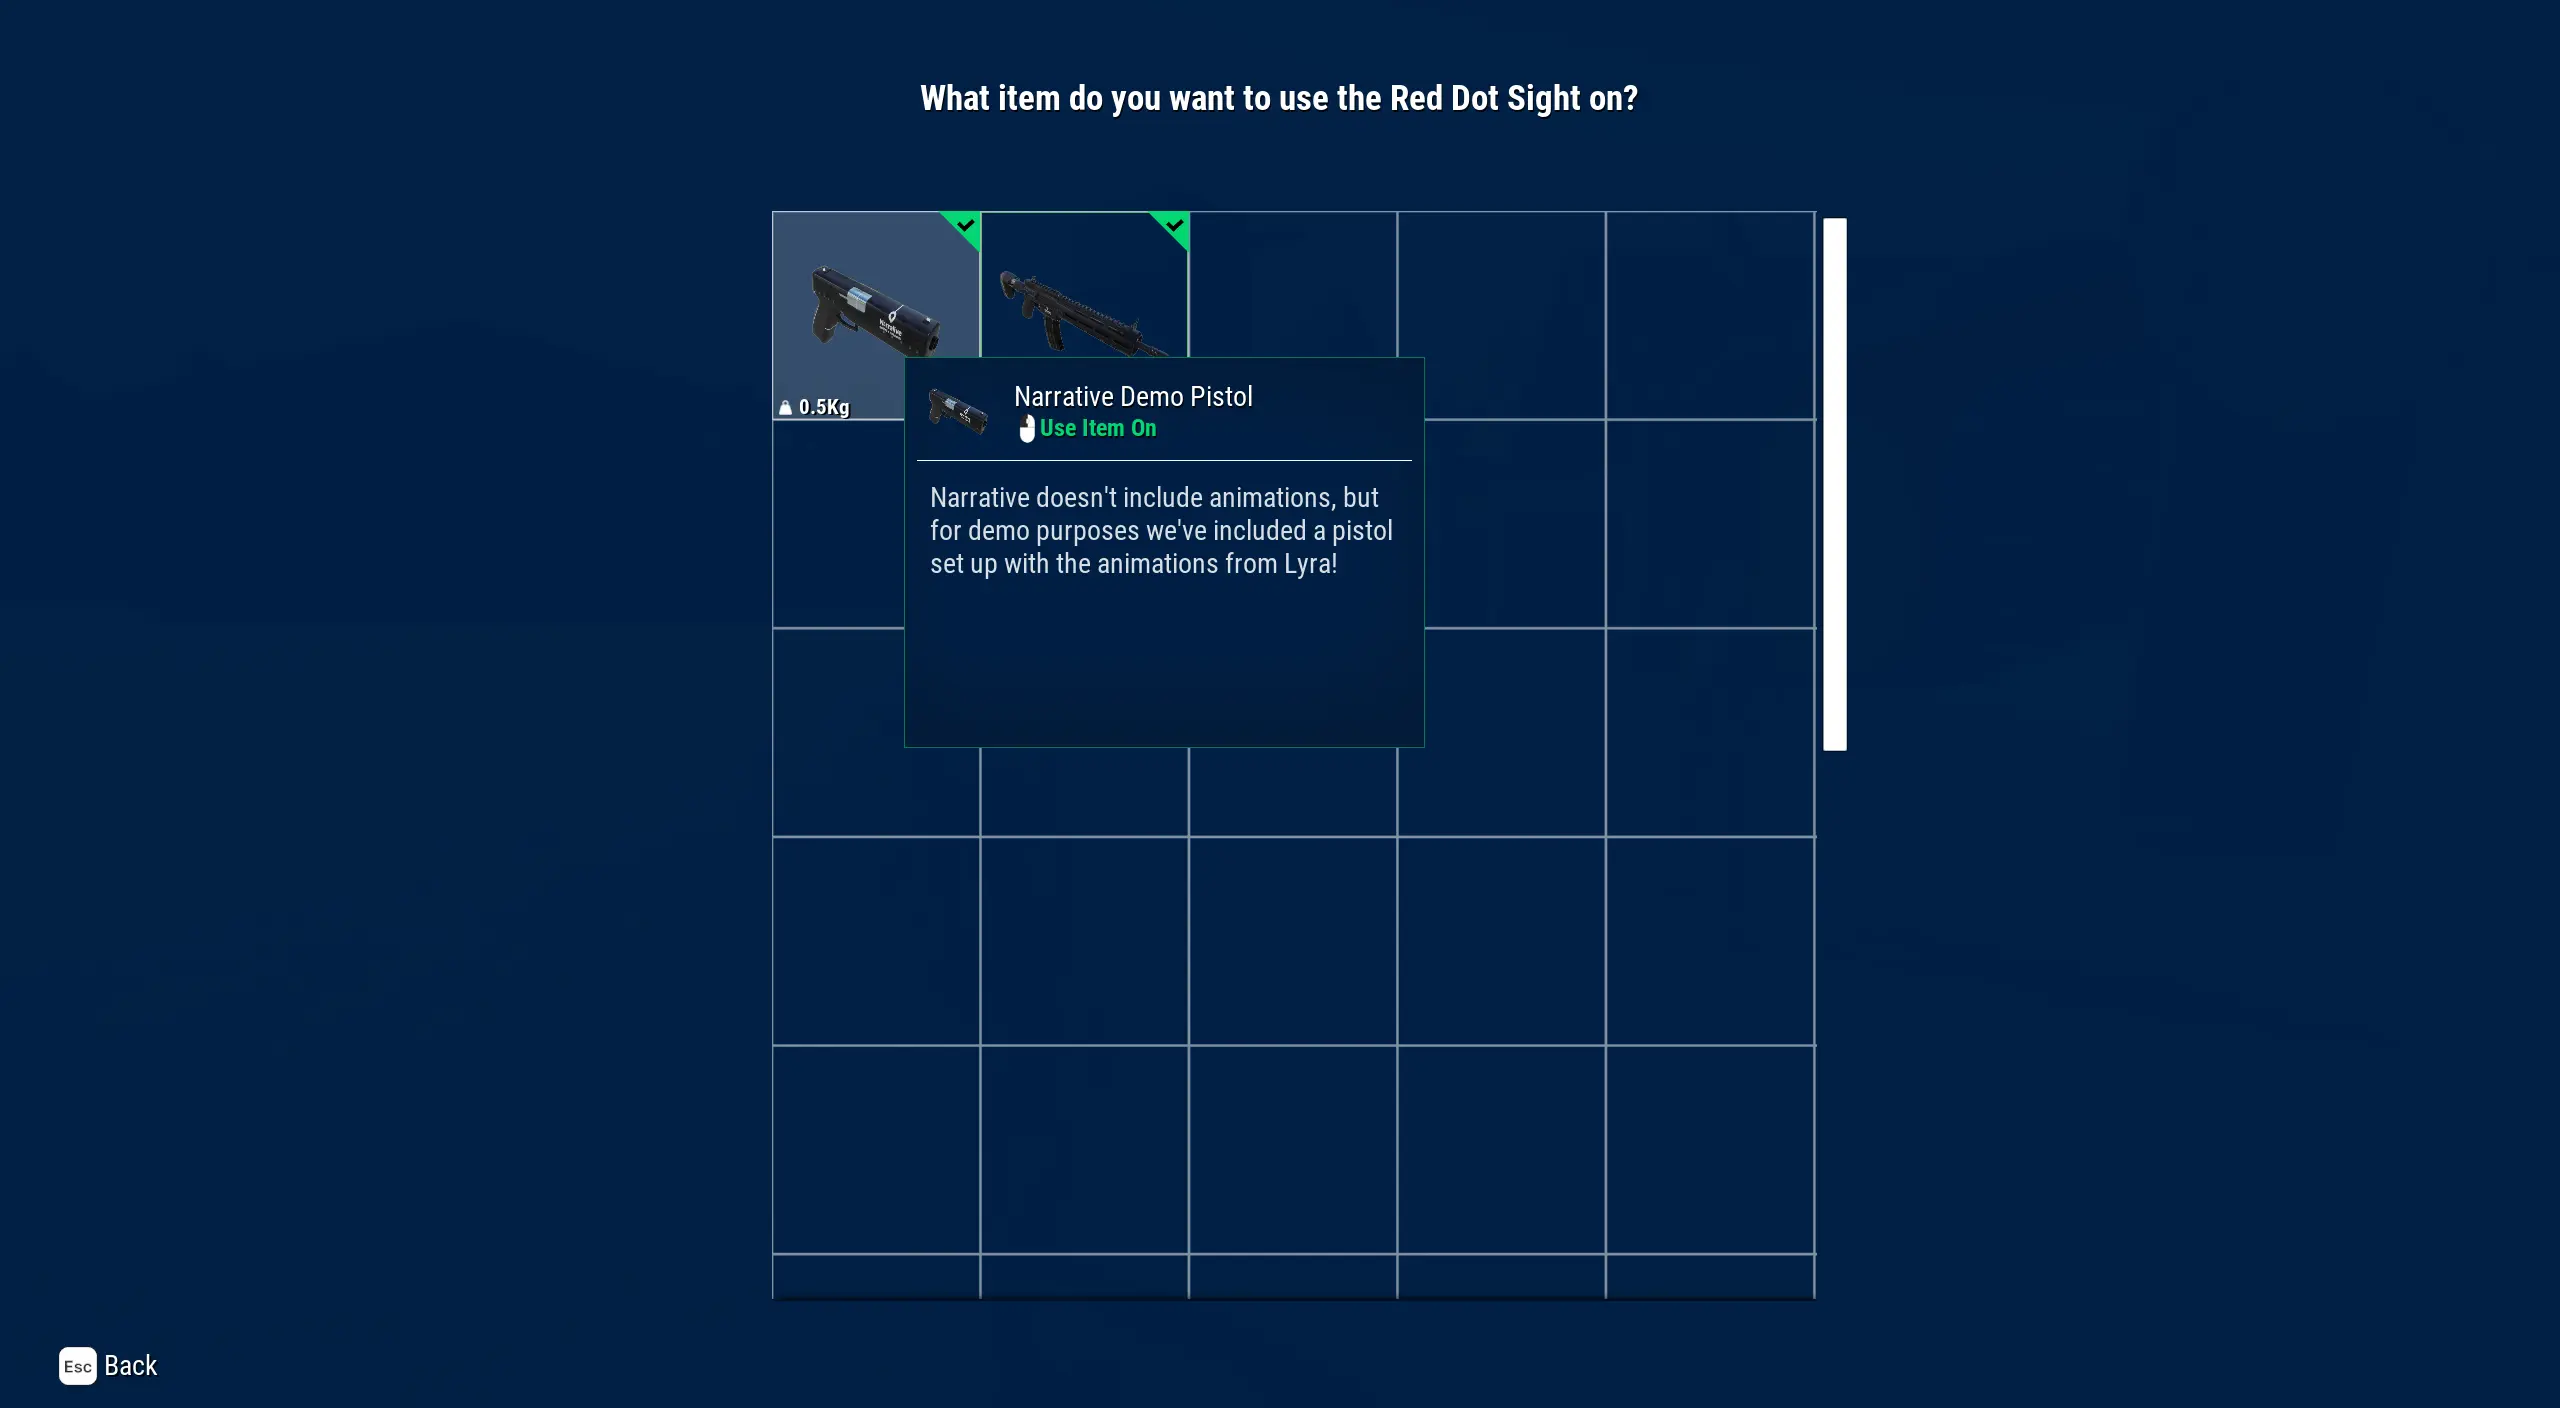 What item do you want to use the Red Dot Sight on?
Narrative
0.5Kg
Narrative Demo Pistol
Use Item On
Narrative doesn't include animations, but
for demo purposes we've included a pistol
set up with the animations from Lyra!
Esc Back